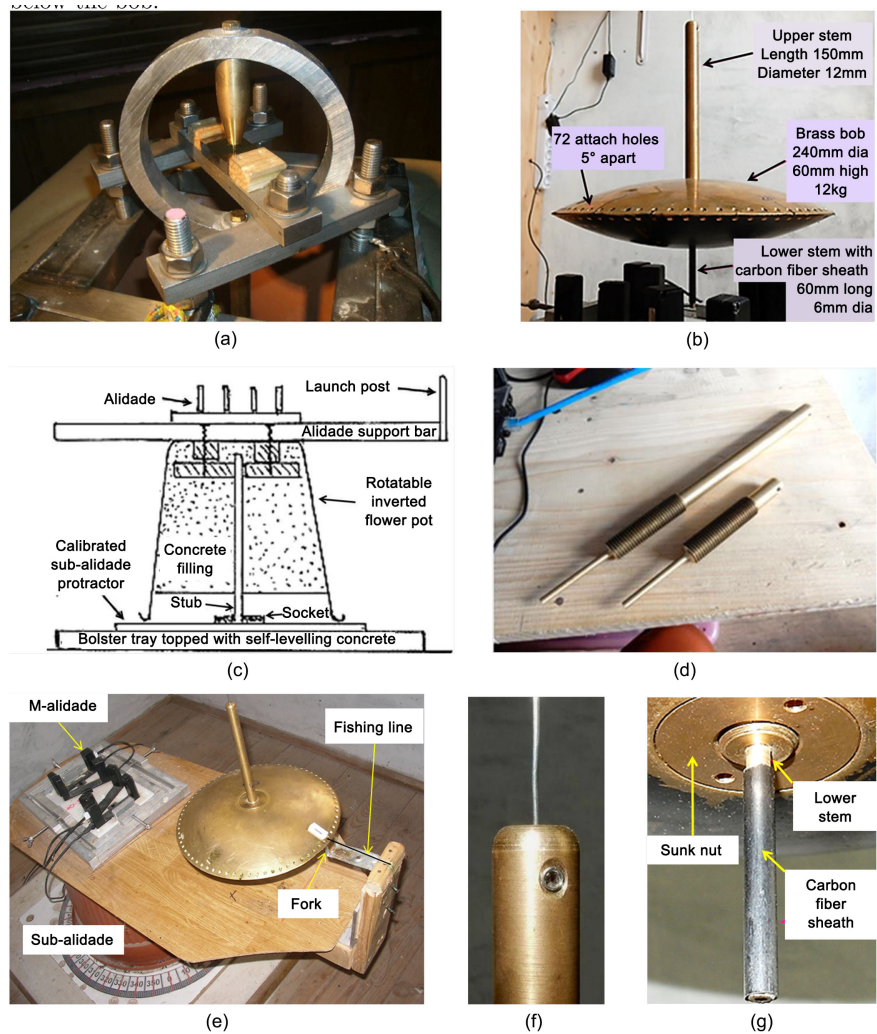 below the bob.
Upper stem
Length 150mm
Diameter 12mm
72 attach holes
5° apart
Brass bob
240mm dia
60mm high
12kg
Lower stem with
carbon fiber sheath
60mm long
6mm dia
(a)
(b)
Alidade
Launch post
Alidade support bar
Rotatable
inverted
flower pot
Calibrated
sub-alidade
protractor
Concrete
filling
Stub
Socket
Bolster tray topped with self-levelling concrete
(c)
(d)
M-alidade
Fishing line
Fork
Sub-alidade
Sunk nut
Lower
stem
Carbon
fiber
sheath
(e)
(f)
(g)